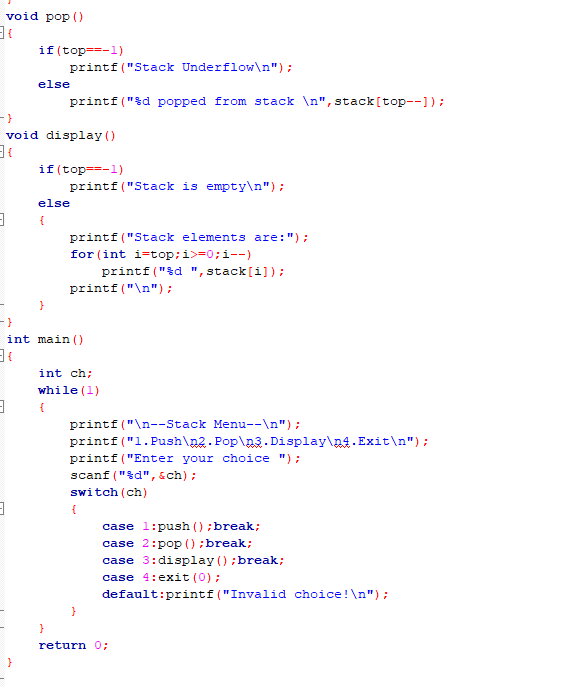 }
void pop()
{
    if(top==-1)
        printf("Stack Underflow\n");
    else
        printf("%d popped from stack \n",stack[top--]);
}
void display()
{
    if(top==-1)
        printf("Stack is empty\n");
    else
    {
        printf("Stack elements are:");
        for(int i=top;i>=0;i--)
            printf("%d ",stack[i]);
        printf("\n");
    }
}
int main()
{
    int ch;
    while(1)
    {
        printf("\n--Stack Menu--\n");
        printf("1.Push\n2.Pop\n3.Display\n4.Exit\n");
        printf("Enter your choice ");
        scanf("%d",&ch);
        switch(ch)
        {
            case 1:push();break;
            case 2:pop();break;
            case 3:display();break;
            case 4:exit(0);
            default:printf("Invalid choice!\n");
        }
    }
    return 0;
}